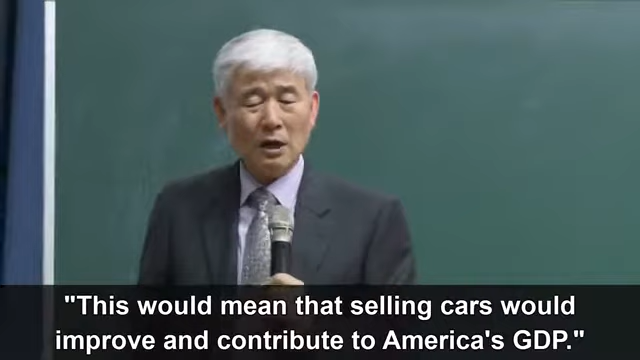 "This would mean that selling cars would
improve and contribute to America's GDP."